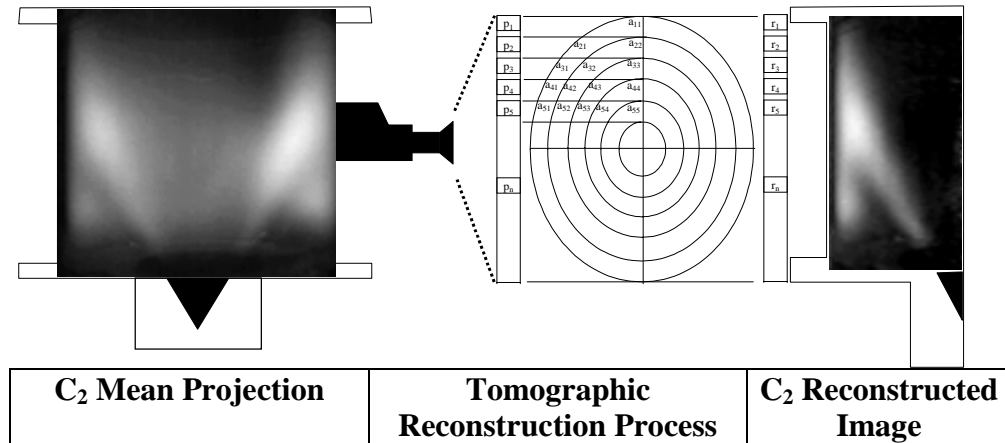 p₁ a₁₁ r₁
p₂ a₂₁ a₂₂ r₂
p₃ a₃₁ a₃₂ a₃₃ r₃
p₄ a₄₁ a₄₂ a₄₃ a₄₄ r₄
p₅ a₅₁ a₅₂ a₅₃ a₅₄ a₅₅ r₅
pₙ rₙ
C₂ Mean Projection
Tomographic
Reconstruction Process
C₂ Reconstructed
Image